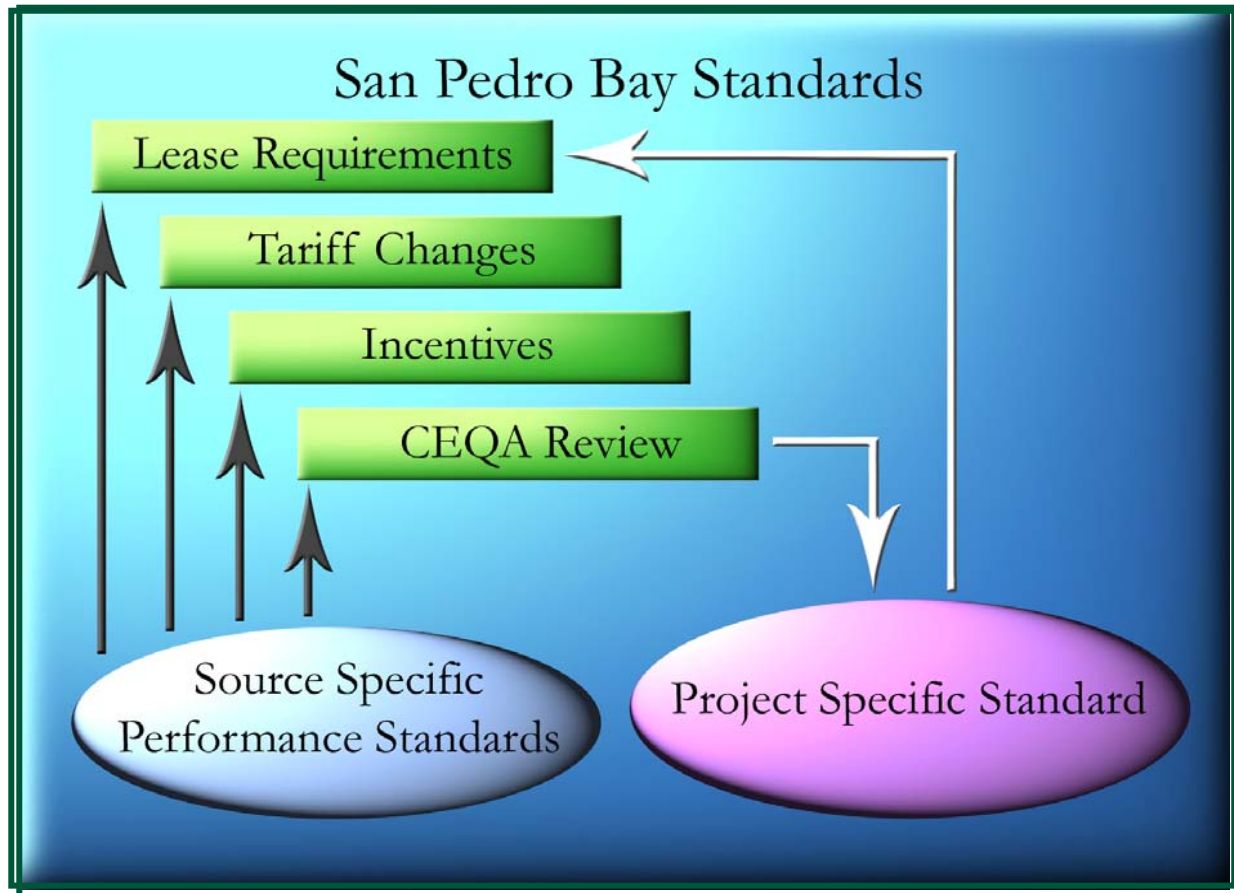 San Pedro Bay Standards
Lease Requirements
Tariff Changes
Incentives
CEQA Review
Source Specific
Performance Standards
Project Specific Standard